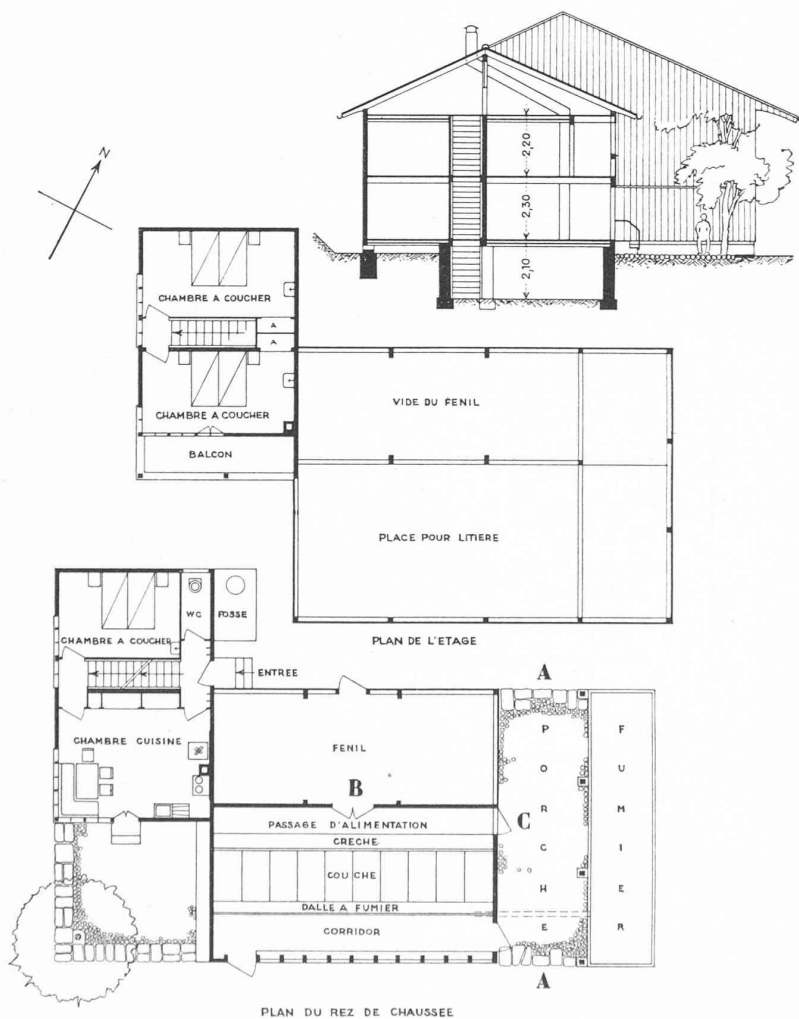 2,20
2,30
2,10
N
CHAMBRE A COUCHER
A
A
CHAMBRE A COUCHER
BALCON
VIDE DU FENIL
PLACE POUR LITIERE
PLAN DE L'ETAGE
WC
FOSSE
CHAMBRE A COUCHER
ENTREE
A
CHAMBRE CUISINE
FENIL
B
PASSAGE D'ALIMENTATION
C
CRECHE
COUCHE
DALLE A FUMIER
CORRIDOR
PORCHE
FUMIER
A
PLAN DU REZ DE CHAUSSEE